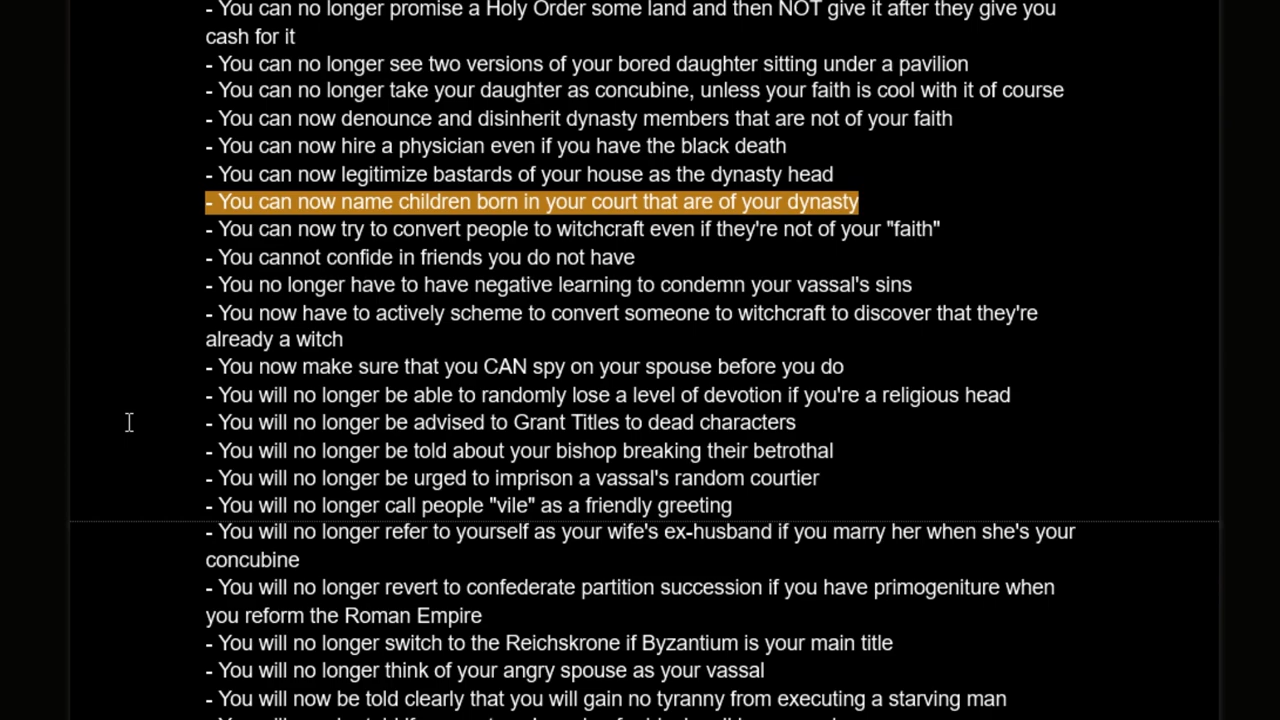 - You can no longer promise a Holy Order some land and then NOT give it after they give you
cash for it
- You can no longer see two versions of your bored daughter sitting under a pavilion
- You can no longer take your daughter as concubine, unless your faith is cool with it of course
- You can now denounce and disinherit dynasty members that are not of your faith
- You can now hire a physician even if you have the black death
- You can now legitimize bastards of your house as the dynasty head
- You can now name children born in your court that are of your dynasty
- You can now try to convert people to witchcraft even if they're not of your "faith"
- You cannot confide in friends you do not have
- You no longer have to have negative learning to condemn your vassal's sins
- You now have to actively scheme to convert someone to witchcraft to discover that they're
already a witch
- You now make sure that you CAN spy on your spouse before you do
- You will no longer be able to randomly lose a level of devotion if you're a religious head
- You will no longer be advised to Grant Titles to dead characters
- You will no longer be told about your bishop breaking their betrothal
- You will no longer be urged to imprison a vassal's random courtier
- You will no longer call people "vile" as a friendly greeting
- You will no longer refer to yourself as your wife's ex-husband if you marry her when she's your
concubine
- You will no longer revert to confederate partition succession if you have primogeniture when
you reform the Roman Empire
- You will no longer switch to the Reichskrone if Byzantium is your main title
- You will no longer think of your angry spouse as your vassal
- You will now be told clearly that you will gain no tyranny from executing a starving man